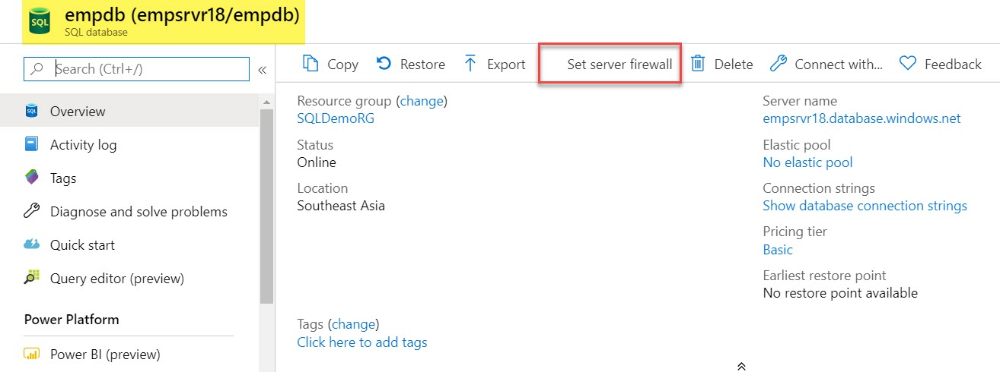 SQL
empdb (empsrvr18/empdb)
SQL database
Search (Ctrl+/)
«
Copy
Restore
Export
Set server firewall
Delete
Connect with...
Feedback
SQL
Overview
Activity log
Tags
Diagnose and solve problems
Quick start
Query editor (preview)
Power Platform
Power BI (preview)
Resource group (change)
SQLDemoRG
Status
Online
Location
Southeast Asia
Tags (change)
Click here to add tags
Server name
empsrvr18.database.windows.net
Elastic pool
No elastic pool
Connection strings
Show database connection strings
Pricing tier
Basic
Earliest restore point
No restore point available